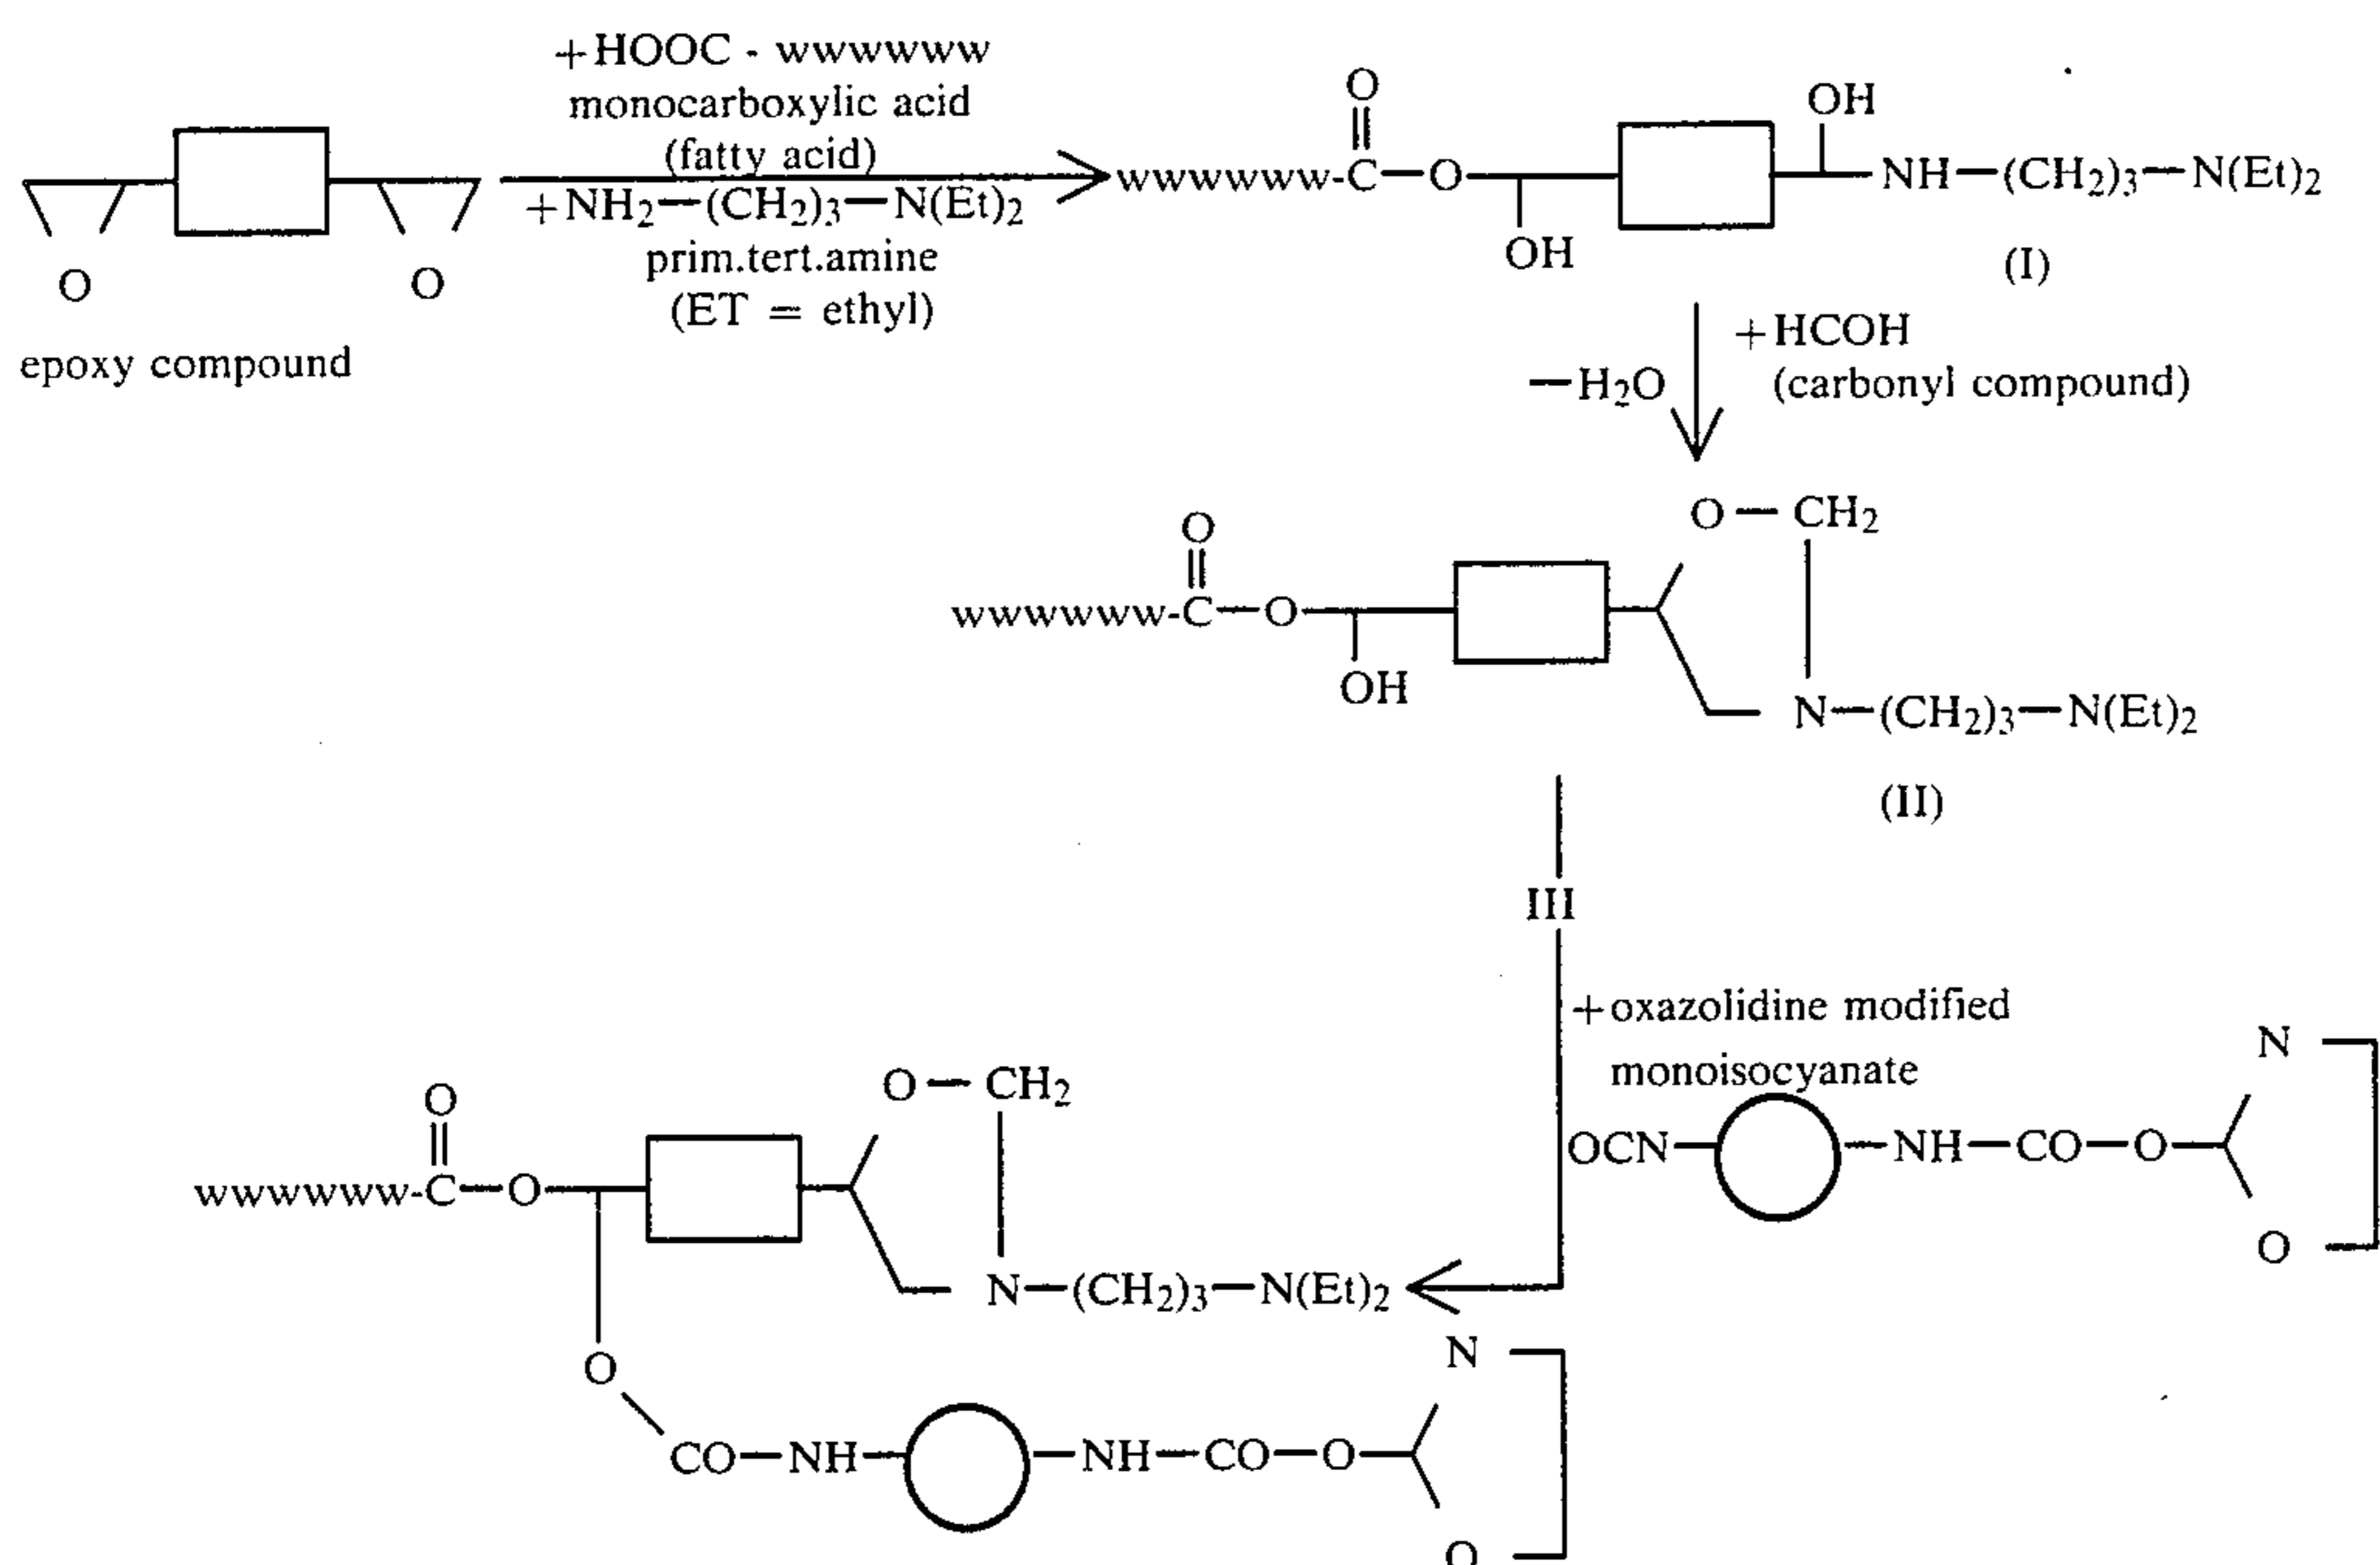 +HOOC - wwwwww
monocarboxylic acid
(fatty acid)
+NH2—(CH2)3—N(Et)2
prim.tert.amine
(ET = ethyl)
O O
epoxy compound
O
OH
wwwwww-C—O NH—(CH2)3—N(Et)2
OH
(I)
+HCOH
—H2O (carbonyl compound)
O — CH2
O
wwwwww-C—O
OH
N—(CH2)3—N(Et)2
(II)
III
+oxazolidine modified
monoisocyanate
N
OCN NH—CO—O
O
O — CH2
O
wwwwww-C—O
N—(CH2)3—N(Et)2
O
N
CO—NH NH—CO—O
O